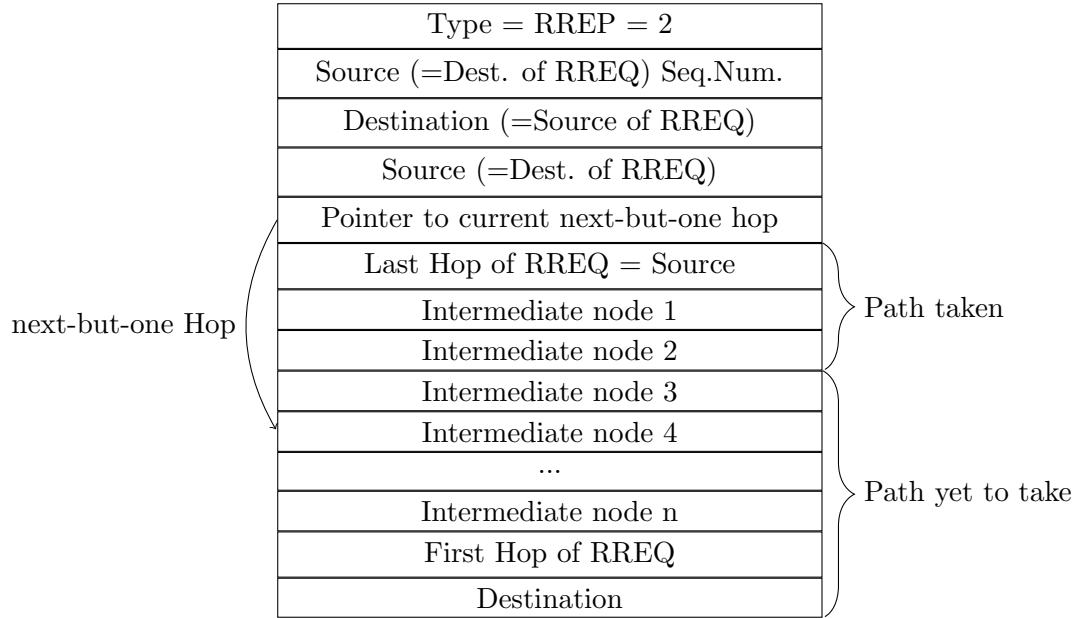 Type = RREP = 2
Source (=Dest. of RREQ) Seq.Num.
Destination (=Source of RREQ)
Source (=Dest. of RREQ)
Pointer to current next-but-one hop
Last Hop of RREQ = Source
Intermediate node 1
Intermediate node 2
Intermediate node 3
Intermediate node 4
...
Intermediate node n
First Hop of RREQ
Destination
next-but-one Hop
Path taken
Path yet to take